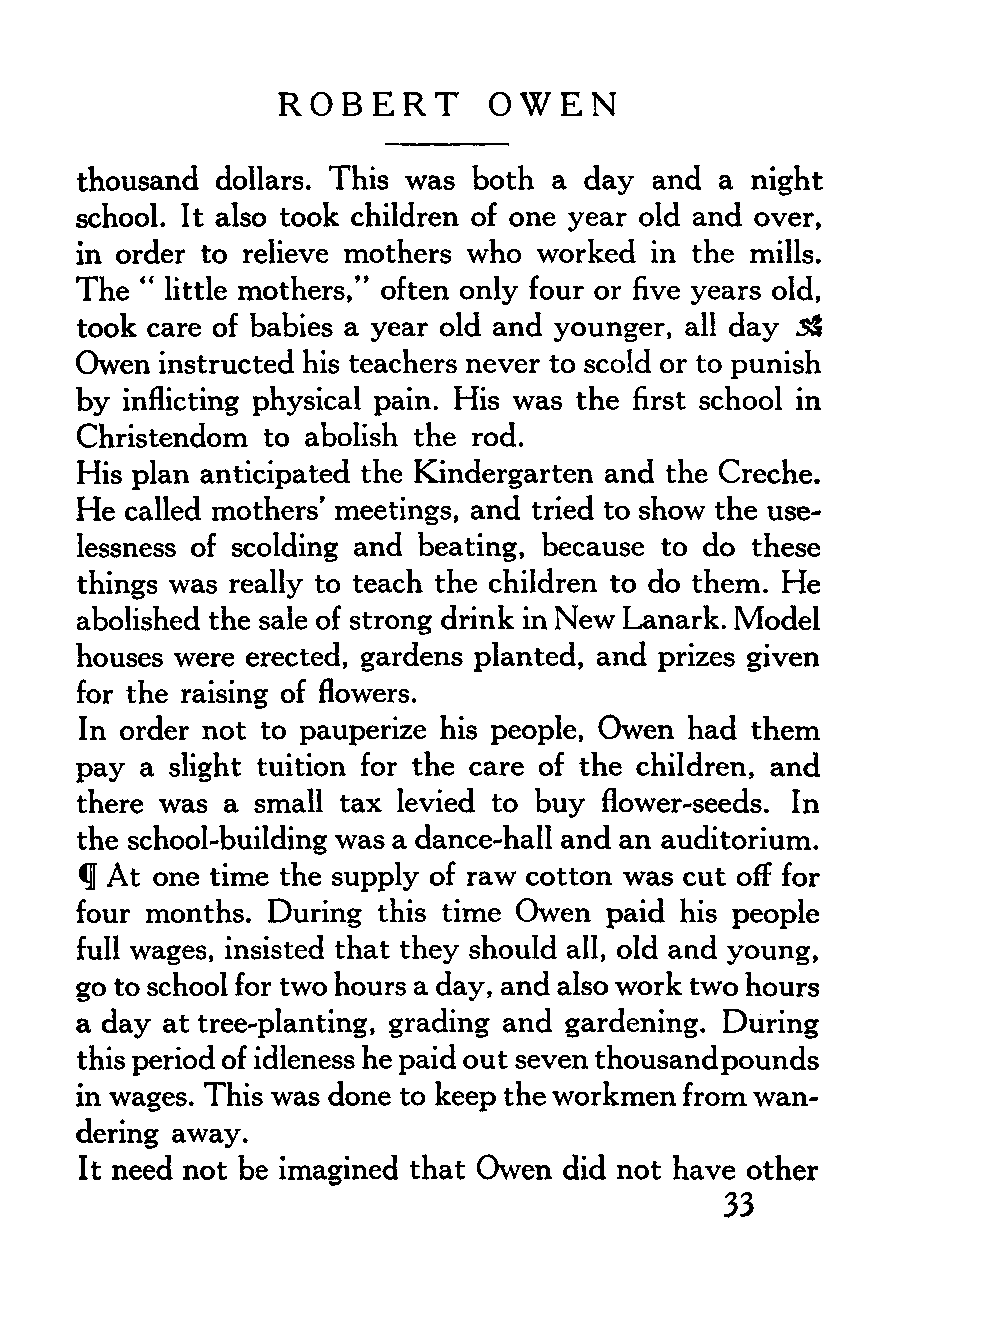 ROBERT OWEN
thousand dollars. This was both a day and a night
school. It also took children of one year old and over,
in order to relieve mothers who worked in the mills.
The " little mothers," often only four or five years old,
took care of babies a year old and younger, all day
Owen instructed his teachers never to scold or to punish
by inflicting physical pain. His was the first school in
Christendom to abolish the rod.
His plan anticipated the Kindergarten and the Creche.
He called mothers' meetings, and tried to show the use-
lessness of scolding and beating, because to do these
things was really to teach the children to do them. He
abolished the sale of strong drink in New Lanark. Model
houses were erected, gardens planted, and prizes given
for the raising of flowers.
In order not to pauperize his people, Owen had them
pay a slight tuition for the care of the children, and
there was a small tax levied to buy flower-seeds. In
the school-building was a dance-hall and an auditorium.
¶ At one time the supply of raw cotton was cut off for
four months. During this time Owen paid his people
full wages, insisted that they should all, old and young,
go to school for two hours a day, and also work two hours
a day at tree-planting, grading and gardening. During
this period of idleness he paid out seven thousand pounds
in wages. This was done to keep the workmen from wan-
dering away.
It need not be imagined that Owen did not have other
33